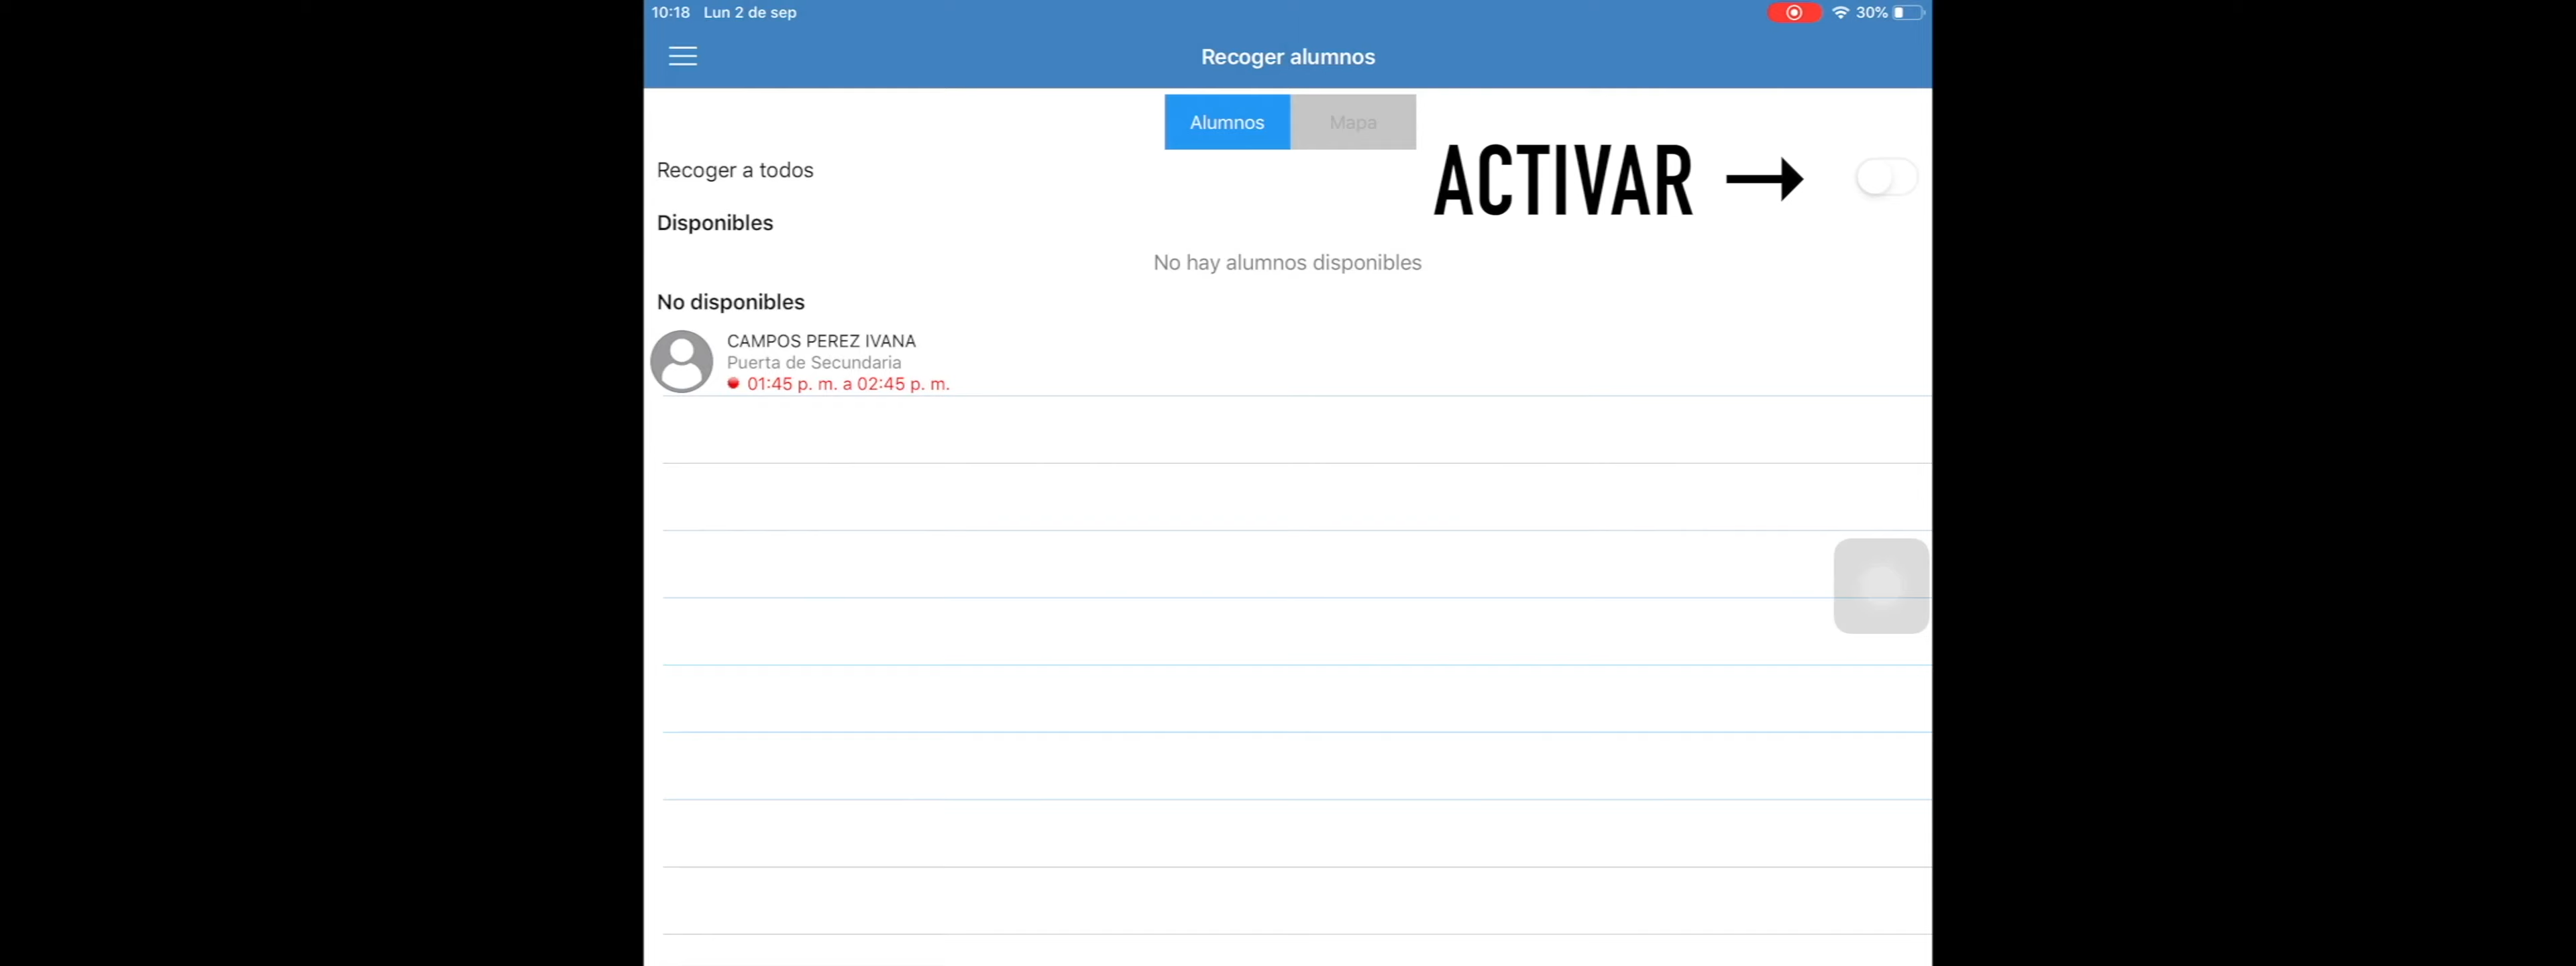 10:18 Lun 2 de sep
30%
Recoger alumnos
Alumnos Mapa
Recoger a todos
ACTIVAR →
Disponibles
No hay alumnos disponibles
No disponibles
CAMPOS PEREZ IVANA
Puerta de Secundaria
01:45 p. m. a 02:45 p. m.